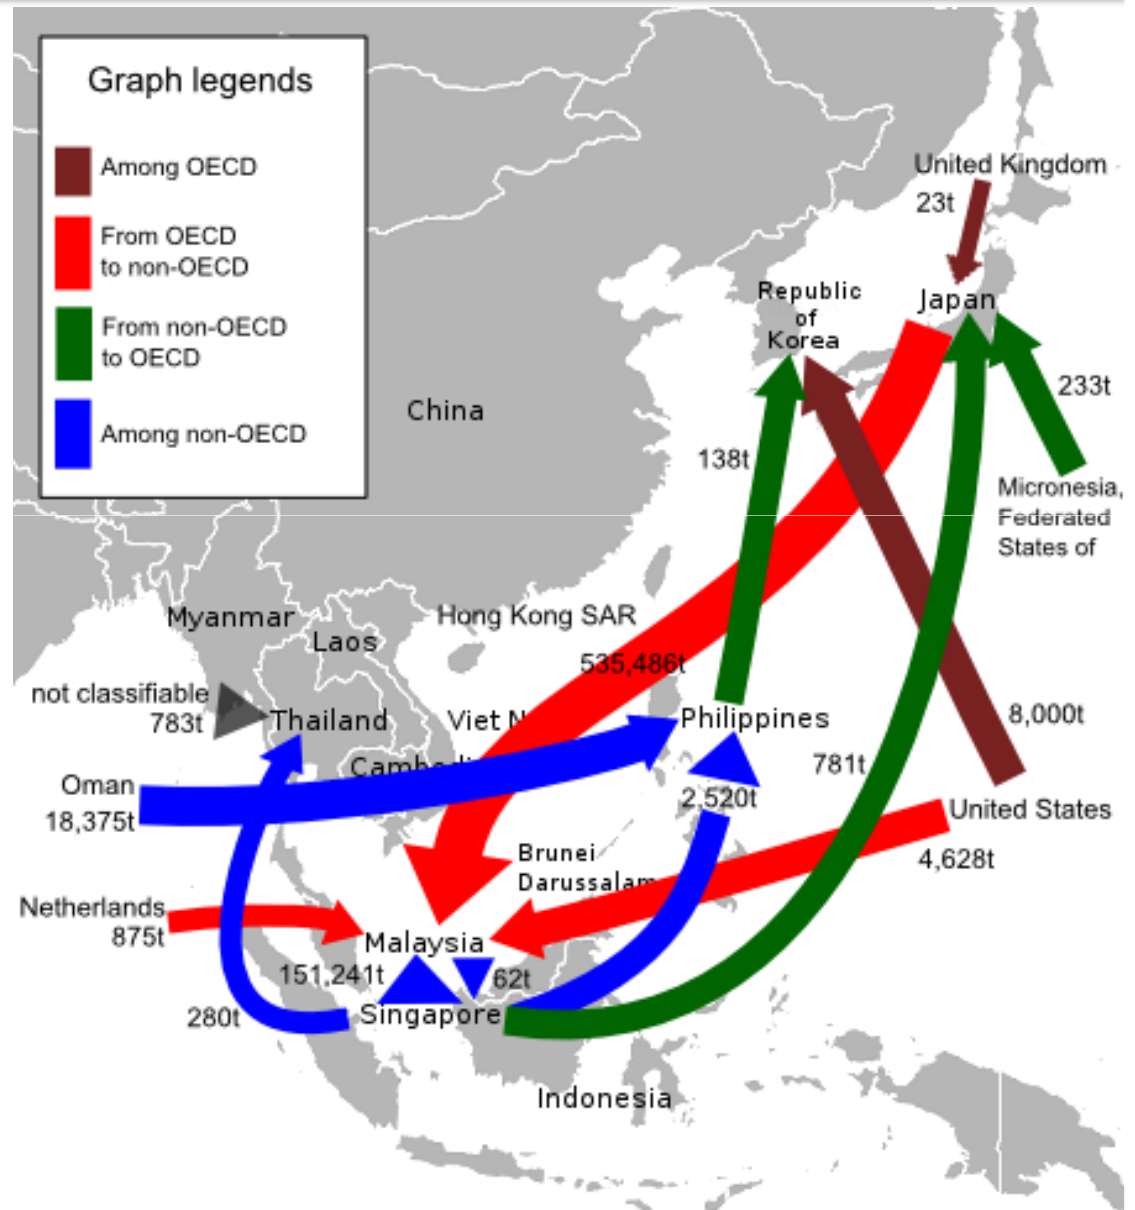 Graph legends
Among OECD
From OECD
to non-OECD
From non-OECD
to OECD
Among non-OECD
United Kingdom
23t
Republic
of
Korea
Japan
233t
China
138t
Micronesia,
Federated
States of
Myanmar
Hong Kong SAR
Laos
535,486t
not classifiable
783t
Thailand
Viet N
Philippines
8,000t
Cambodi
781t
Oman
18,375t
2,520t
United States
4,628t
Brunei
Darussalam
Netherlands
875t
Malaysia
151,241t
62t
Singapore
280t
Indonesia